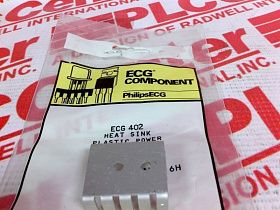 ECG
COMPONENT
PhilipsECG
ECG 402
HEAT SINK
PLASTIC POWER
6H